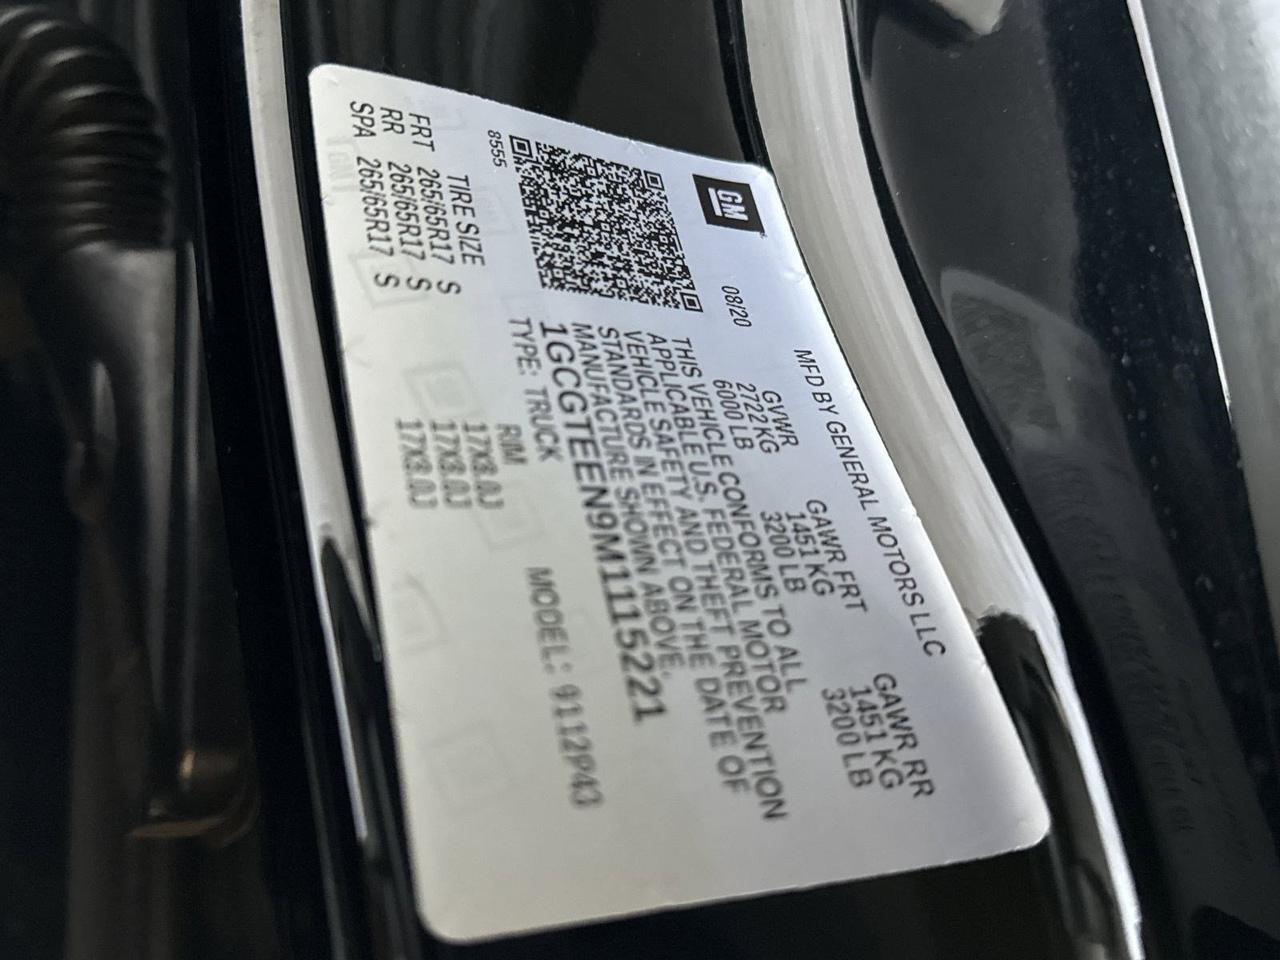 GM
MFD BY GENERAL MOTORS LLC
08/20
GVWR GAWR FRT GAWR RR
2722 KG 1451 KG 1451 KG
6000 LB 3200 LB 3200 LB
THIS VEHICLE CONFORMS TO ALL
APPLICABLE U.S. FEDERAL MOTOR
VEHICLE SAFETY AND THEFT PREVENTION
STANDARDS IN EFFECT ON THE DATE OF
MANUFACTURE SHOWN ABOVE.
1GCGTEEN9M1115221
TYPE: TRUCK MODEL: 9112P43
8555
TIRE SIZE RIM
FRT 265/65R17 S 17X8.0J
RR 265/65R17 S 17X8.0J
SPA 265/65R17 S 17X8.0J